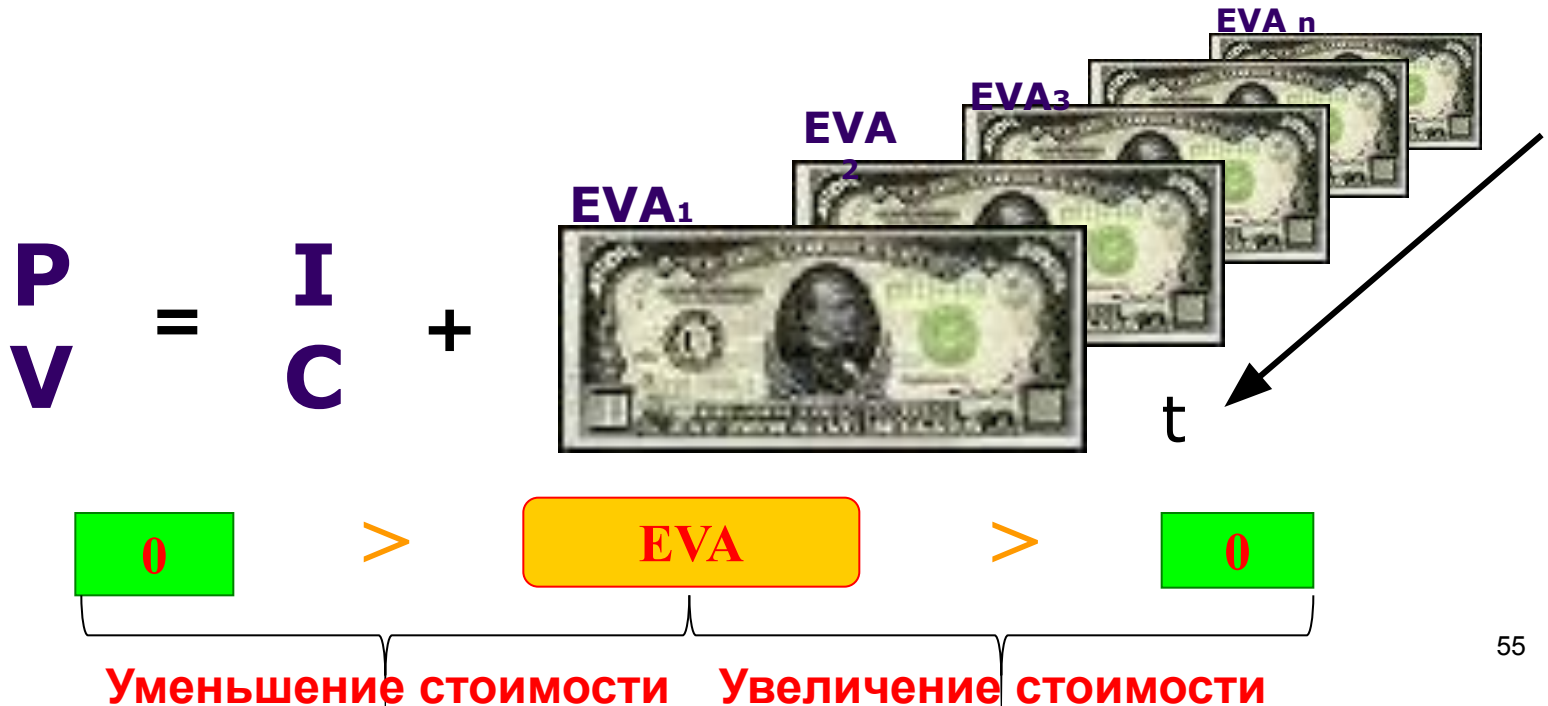 EVA n
EVA3
EVA
2
EVA1
P
V
=
I
C
+
t
0 > EVA > 0
Уменьшение стоимости Увеличение стоимости
55